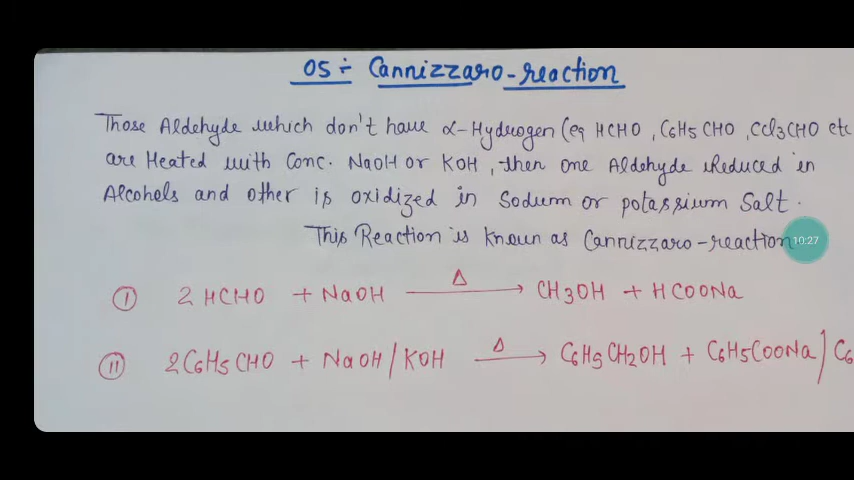 05÷ Cannizzaro-reaction
Those Aldehyde which don't have α-Hydrogen (eg HCHO, C6H5CHO, CCl3CHO etc
are Heated with Conc. NaOH or KOH, then one Aldehyde Reduced in
Alcohols and other is oxidized in Sodium or potassium Salt.
This Reaction is known as Cannizzaro-reaction
10:27
I 2HCHO + NaOH Δ→ CH3OH + HCOONa
II 2C6H5CHO + NaOH/KOH Δ→ C6H5CH2OH + C6H5COONa/C6